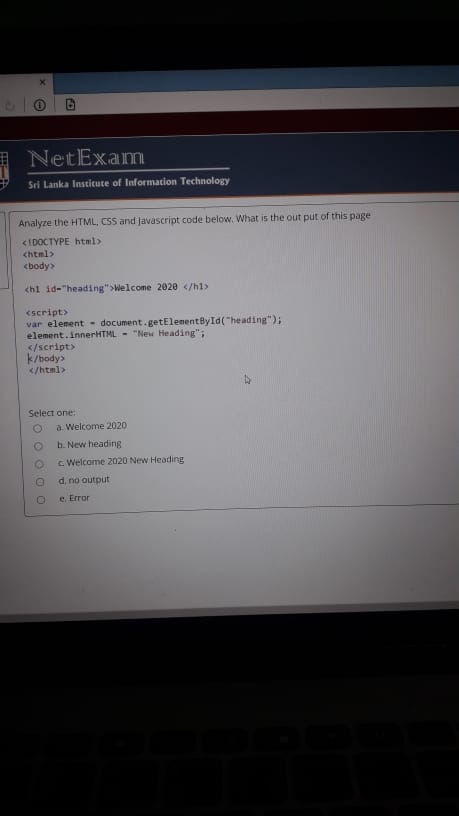 NetExam
Sri Lanka Institute of Information Technology
Analyze the HTML, CSS and Javascript code below. What is the out put of this page
<!DOCTYPE html>
<html>
<body>
<h1 id="heading">Welcome 2020 </h1>
<script>
var element = document.getElementById("heading");
element.innerHTML = "New Heading";
</script>
</body>
</html>
Select one:
a. Welcome 2020
b. New heading
c. Welcome 2020 New Heading
d. no output
e. Error